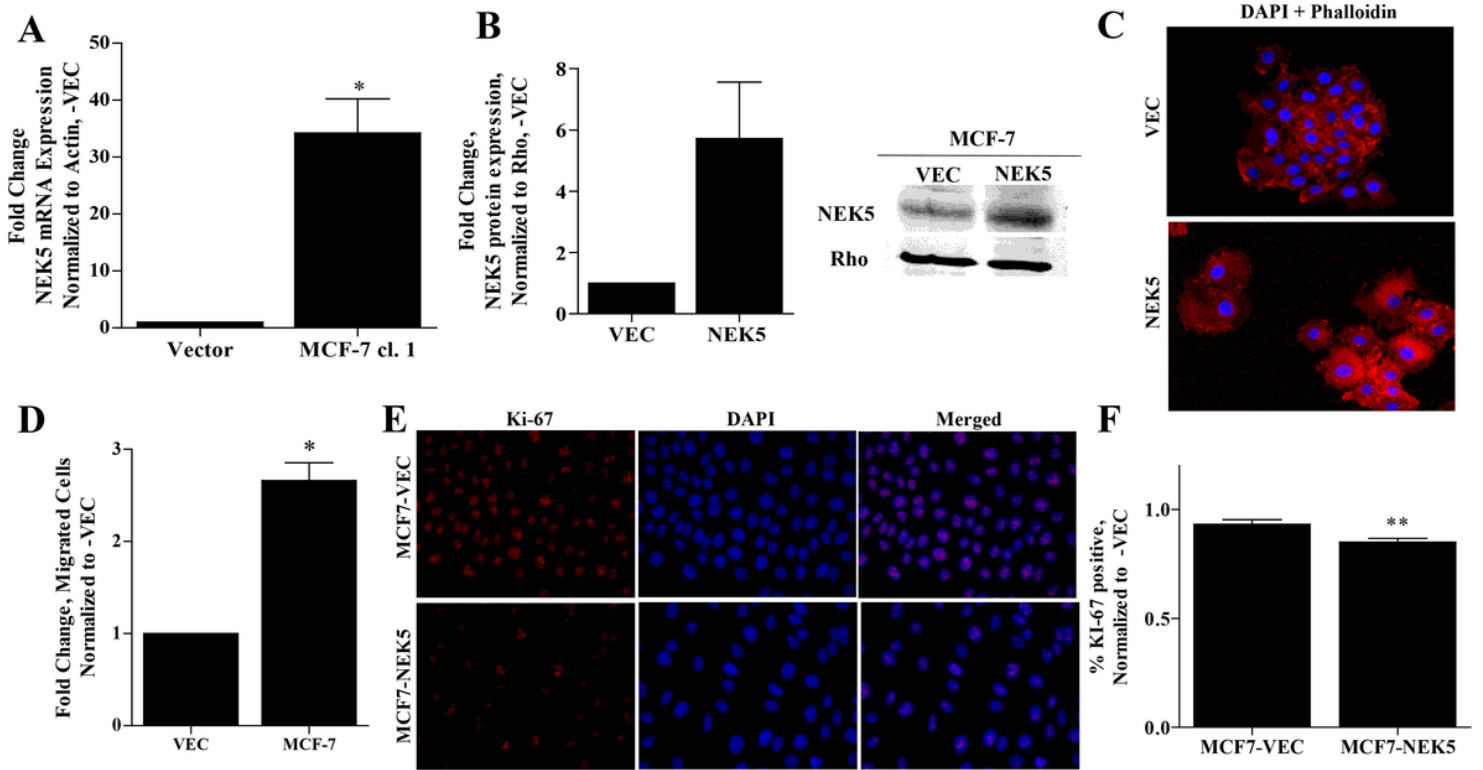 A
Fold Change
NEK5 mRNA Expression
Normalized to Actin, -VEC
50
40
30
20
10
0
*
Vector
MCF-7 cl. 1
B
Fold Change,
NEK5 protein expression,
Normalized to Rho, -VEC
8
6
4
2
0
VEC
NEK5
MCF-7
VEC
NEK5
NEK5
Rho
C
DAPI + Phalloidin
VEC
NEK5
D
Fold Change, Migrated Cells
Normalized to -VEC
3
2
1
0
*
VEC
MCF-7
E
Ki-67
DAPI
Merged
MCF7-VEC
MCF7-NEK5
F
% KI-67 positive,
Normalized to -VEC
1.0
0.5
0.0
**
MCF7-VEC
MCF7-NEK5